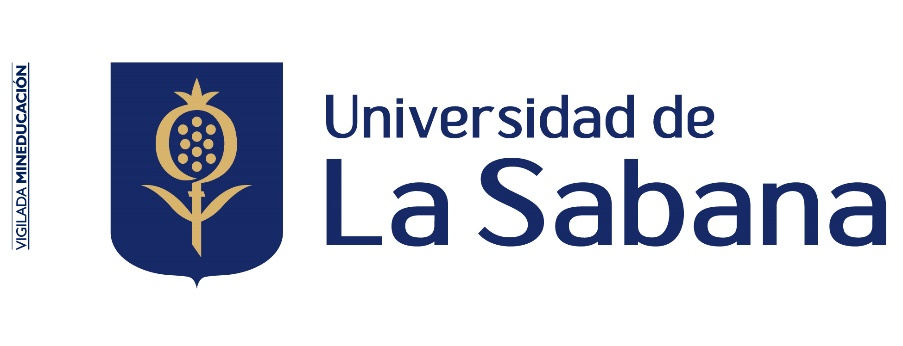 VIGILADA MINEDUCACIÓN
Universidad de
La Sabana